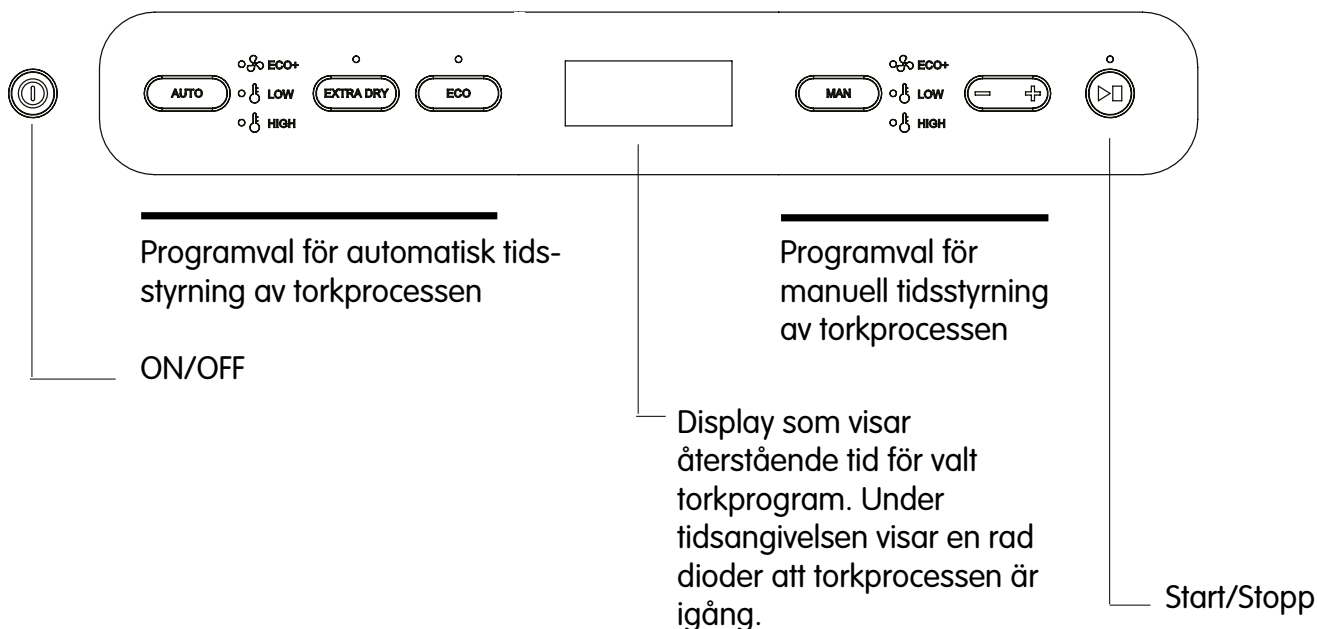 ECO+
AUTO
LOW
EXTRA DRY
ECO
HIGH
ECO+
MAN
LOW
HIGH
Programval för automatisk tids-
styrning av torkprocessen
ON/OFF
Programval för
manuell tidsstyrning
av torkprocessen
Display som visar
återstående tid för valt
torkprogram. Under
tidsangivelsen visar en rad
dioder att torkprocessen är
igång.
Start/Stopp